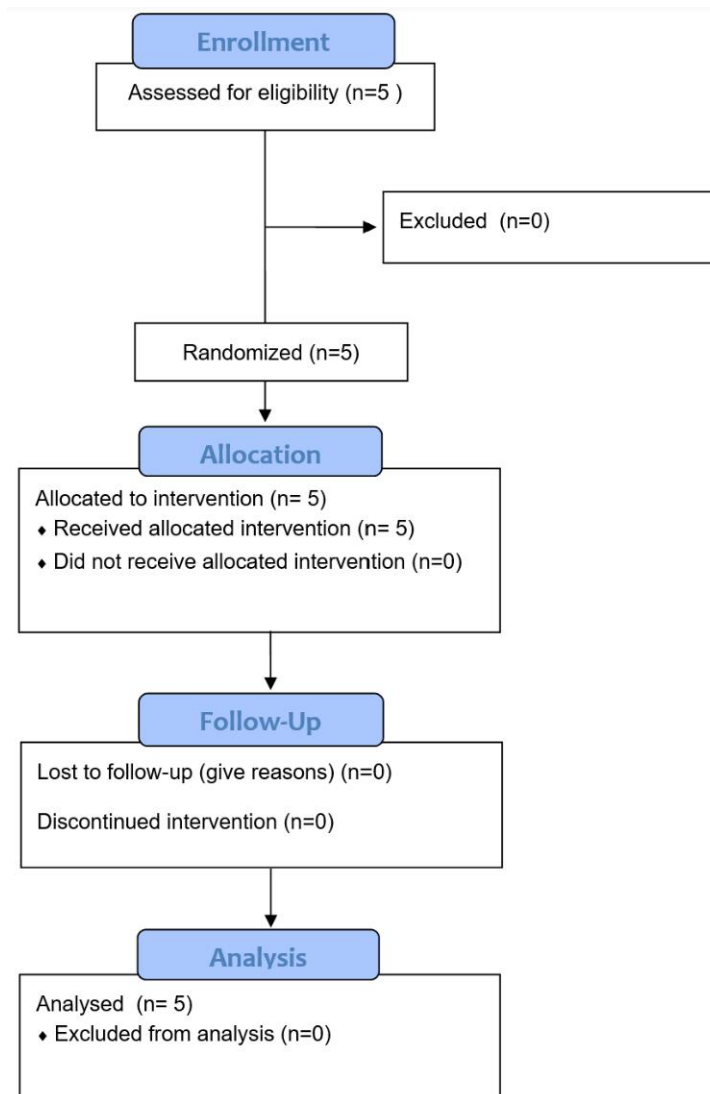 Enrollment
Assessed for eligibility (n=5 )
Excluded (n=0)
Randomized (n=5)
Allocation
Allocated to intervention (n= 5)
♦ Received allocated intervention (n= 5)
♦ Did not receive allocated intervention (n=0)
Follow-Up
Lost to follow-up (give reasons) (n=0)
Discontinued intervention (n=0)
Analysis
Analysed (n= 5)
♦ Excluded from analysis (n=0)